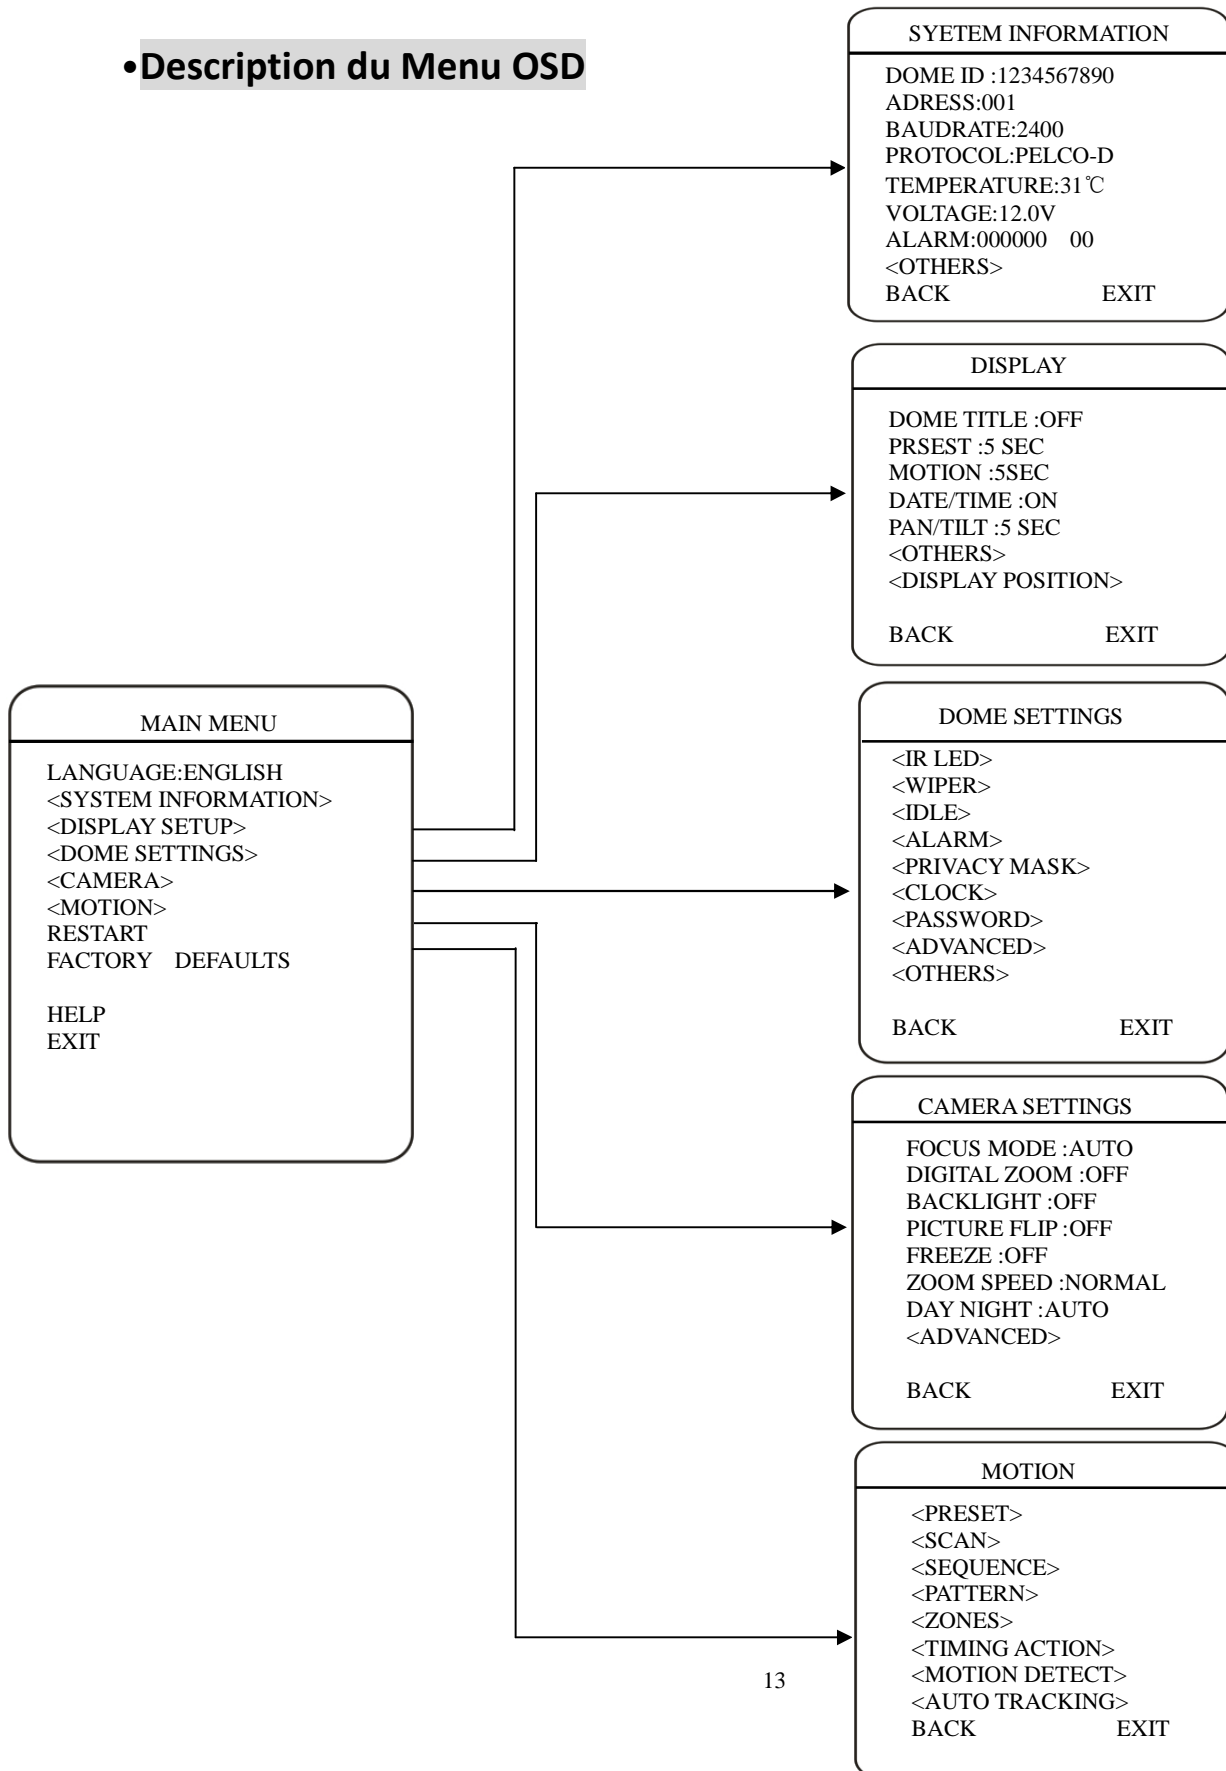 •Description du Menu OSD
SYETEM INFORMATION
DOME ID :1234567890
ADRESS:001
BAUDRATE:2400
PROTOCOL:PELCO-D
TEMPERATURE:31℃
VOLTAGE:12.0V
ALARM:000000 00
<OTHERS>
BACK EXIT
DISPLAY
DOME TITLE :OFF
PRSEST :5 SEC
MOTION :5SEC
DATE/TIME :ON
PAN/TILT :5 SEC
<OTHERS>
<DISPLAY POSITION>
BACK EXIT
MAIN MENU
LANGUAGE:ENGLISH
<SYSTEM INFORMATION>
<DISPLAY SETUP>
<DOME SETTINGS>
<CAMERA>
<MOTION>
RESTART
FACTORY DEFAULTS
HELP
EXIT
DOME SETTINGS
<IR LED>
<WIPER>
<IDLE>
<ALARM>
<PRIVACY MASK>
<CLOCK>
<PASSWORD>
<ADVANCED>
<OTHERS>
BACK EXIT
CAMERA SETTINGS
FOCUS MODE :AUTO
DIGITAL ZOOM :OFF
BACKLIGHT :OFF
PICTURE FLIP :OFF
FREEZE :OFF
ZOOM SPEED :NORMAL
DAY NIGHT :AUTO
<ADVANCED>
BACK EXIT
MOTION
<PRESET>
<SCAN>
<SEQUENCE>
<PATTERN>
<ZONES>
<TIMING ACTION>
<MOTION DETECT>
<AUTO TRACKING>
BACK EXIT
13